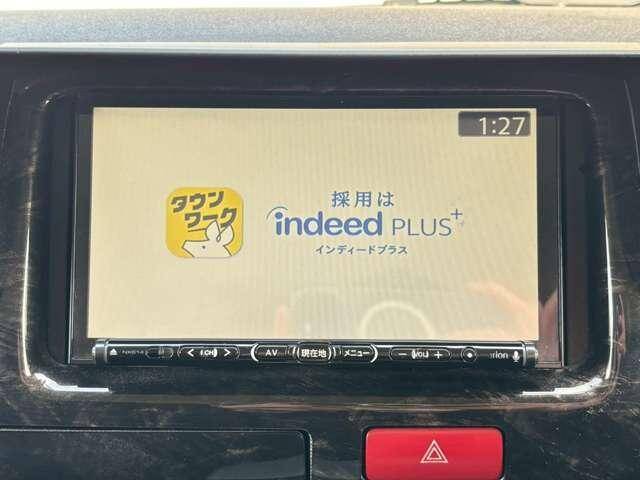 1:27
タウン
ワーク
採用は
indeed PLUS
インディードプラス
AV
現在地
メニュー
− VOL +